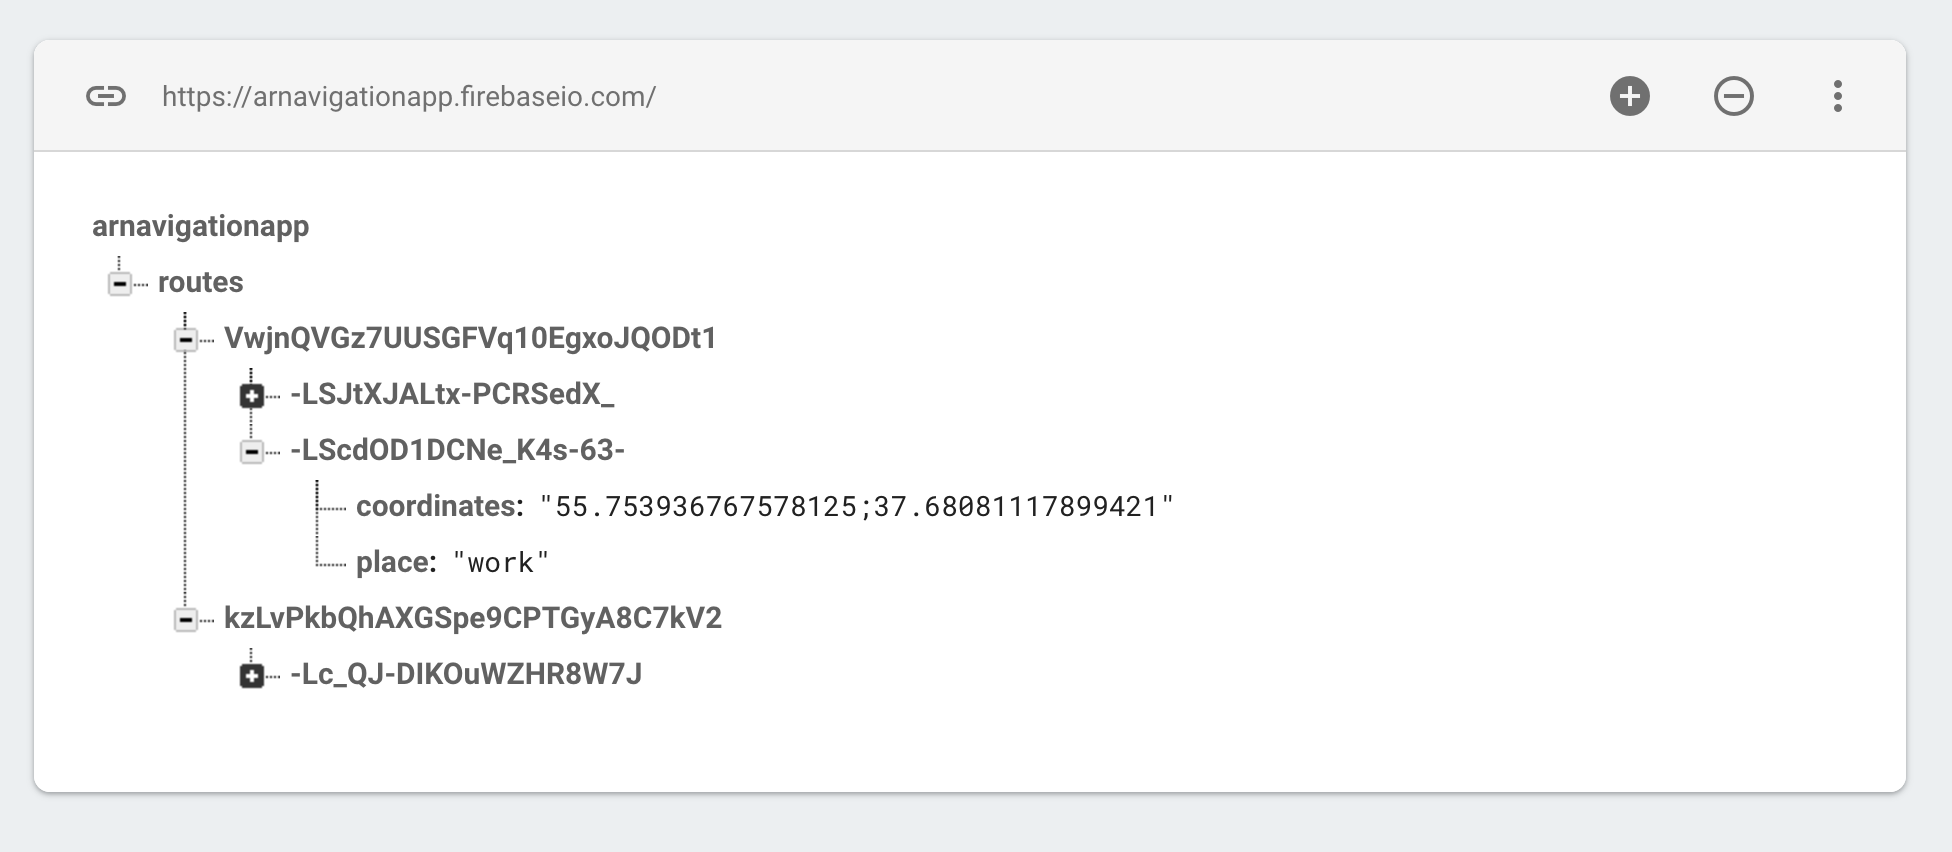 https://arnavigationapp.firebaseio.com/
arnavigationapp
routes
VwjnQVGz7UUSGFVq10EgxoJQODt1
-LSJtXJALtx-PCRSedX_
-LScdOD1DCNe_K4s-63-
coordinates: "55.753936767578125;37.68081117899421"
place: "work"
kzLvPkbQhAXGSpe9CPTGyA8C7kV2
-Lc_QJ-DIKOuWZHR8W7J